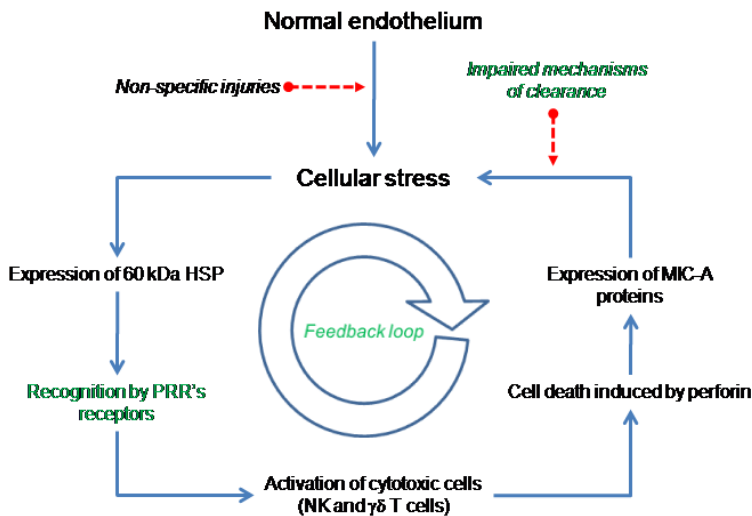 Normal endothelium
Non-specific injuries
Impaired mechanisms
of clearance
Cellular stress
Expression of 60 kDa HSP
Expression of MIC-A
proteins
Feedback loop
Recognition by PRR's
receptors
Cell death induced by perforin
Activation of cytotoxic cells
(NK and γδ T cells)